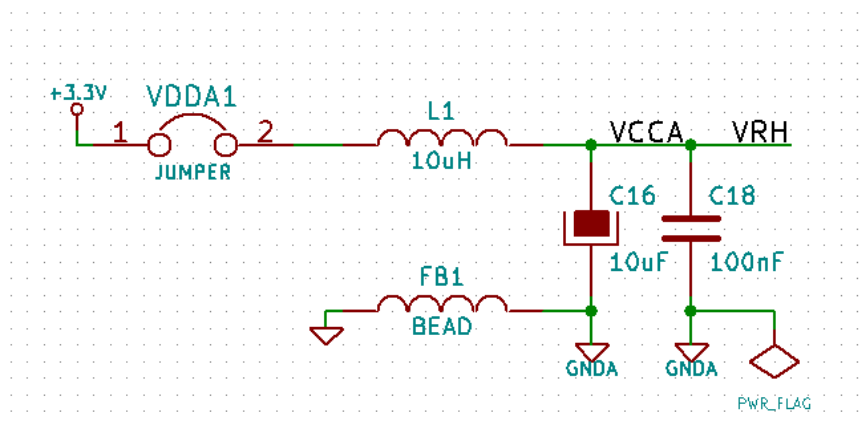 +3.3V
VDDA1
1
2
JUMPER
L1
10uH
VCCA
VRH
C16
10uF
C18
100nF
FB1
BEAD
GNDA
GNDA
PWR_FLAG